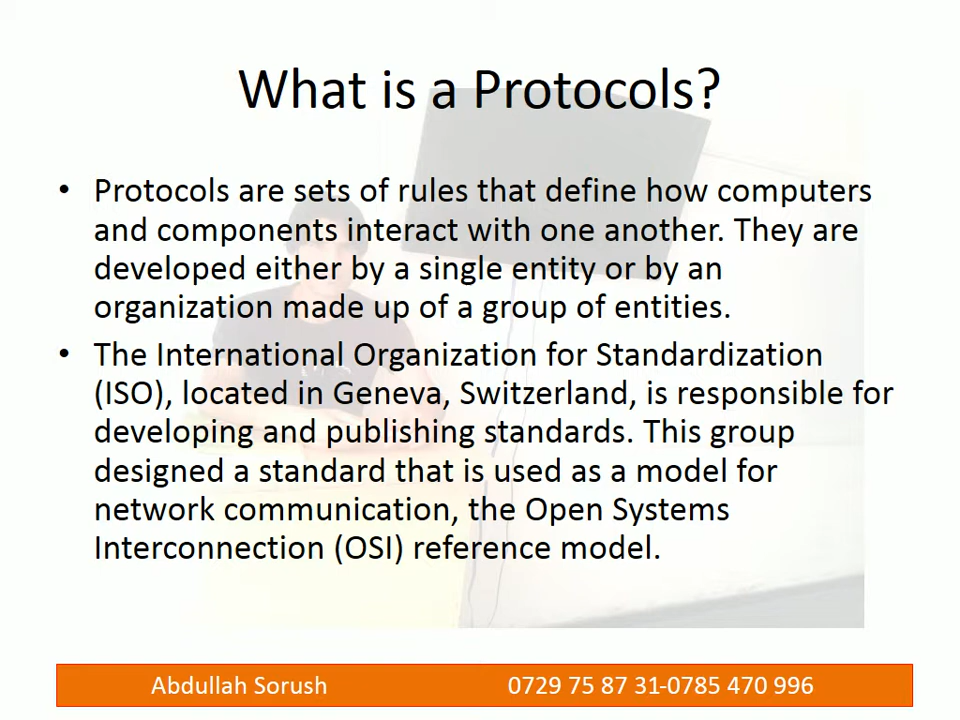 What is a Protocols?
• Protocols are sets of rules that define how computers
and components interact with one another. They are
developed either by a single entity or by an
organization made up of a group of entities.
• The International Organization for Standardization
(ISO), located in Geneva, Switzerland, is responsible for
developing and publishing standards. This group
designed a standard that is used as a model for
network communication, the Open Systems
Interconnection (OSI) reference model.
Abdullah Sorush 0729 75 87 31-0785 470 996